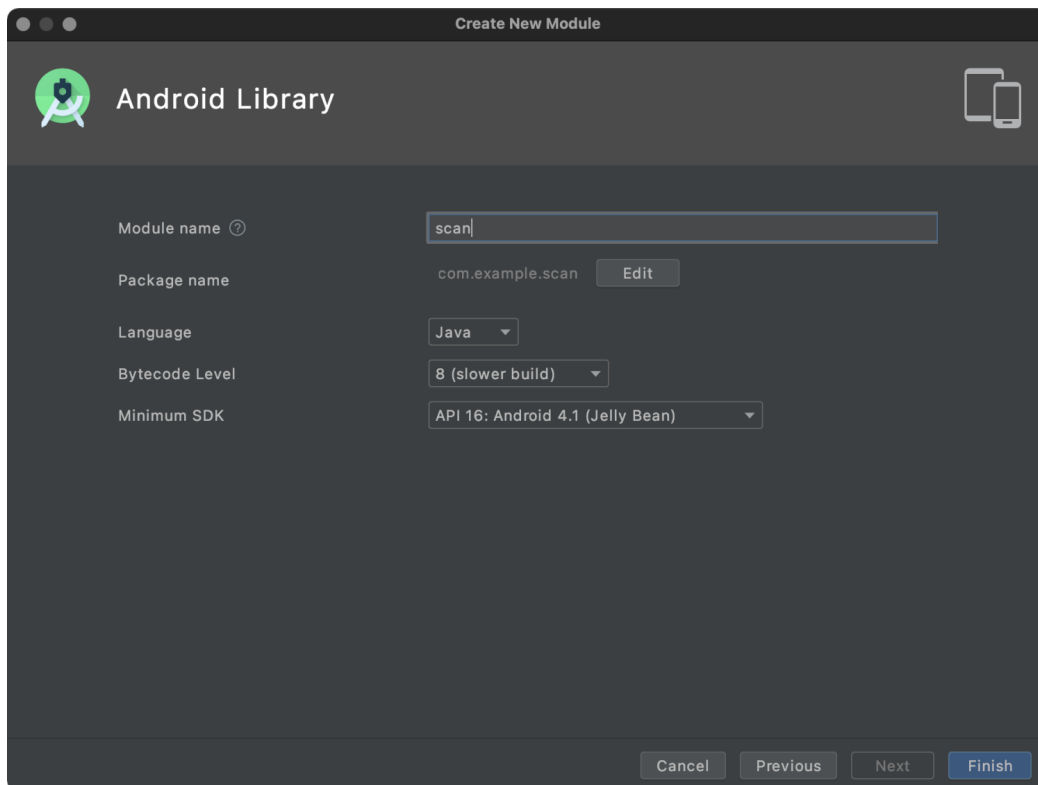 Create New Module
Android Library
Module name ?
scan
Package name
com.example.scan
Edit
Language
Java
Bytecode Level
8 (slower build)
Minimum SDK
API 16: Android 4.1 (Jelly Bean)
Cancel
Previous
Next
Finish